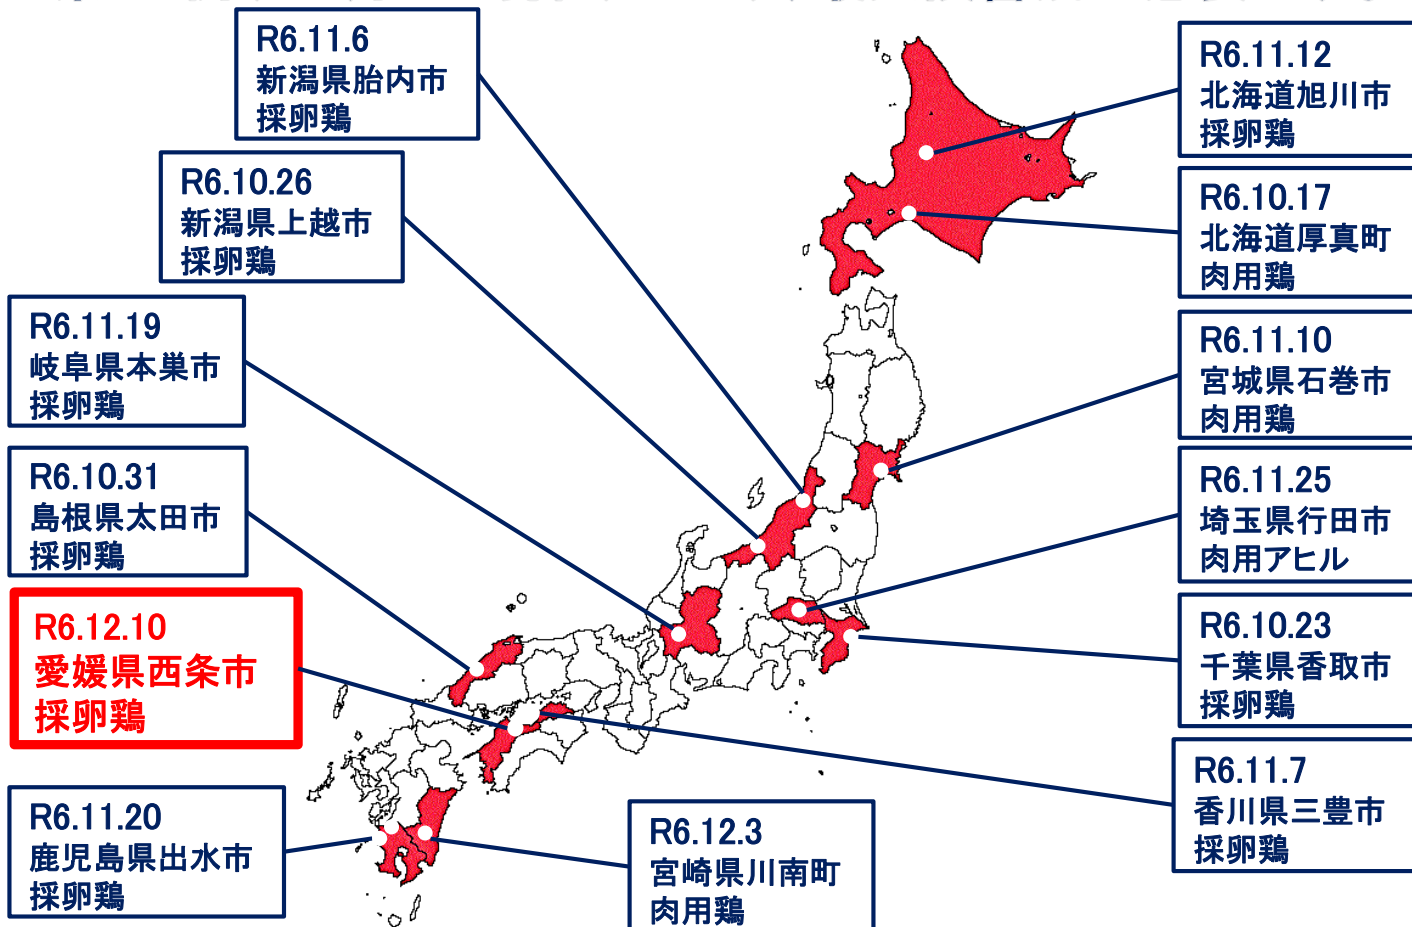 R6.11.6
新潟県胎内市
採卵鶏
R6.11.12
北海道旭川市
採卵鶏
R6.10.26
新潟県上越市
採卵鶏
R6.10.17
北海道厚真町
肉用鶏
R6.11.19
岐阜県本巣市
採卵鶏
R6.11.10
宮城県石巻市
肉用鶏
R6.10.31
島根県太田市
採卵鶏
R6.11.25
埼玉県行田市
肉用アヒル
R6.12.10
愛媛県西条市
採卵鶏
R6.10.23
千葉県香取市
採卵鶏
R6.11.20
鹿児島県出水市
採卵鶏
R6.12.3
宮崎県川南町
肉用鶏
R6.11.7
香川県三豊市
採卵鶏